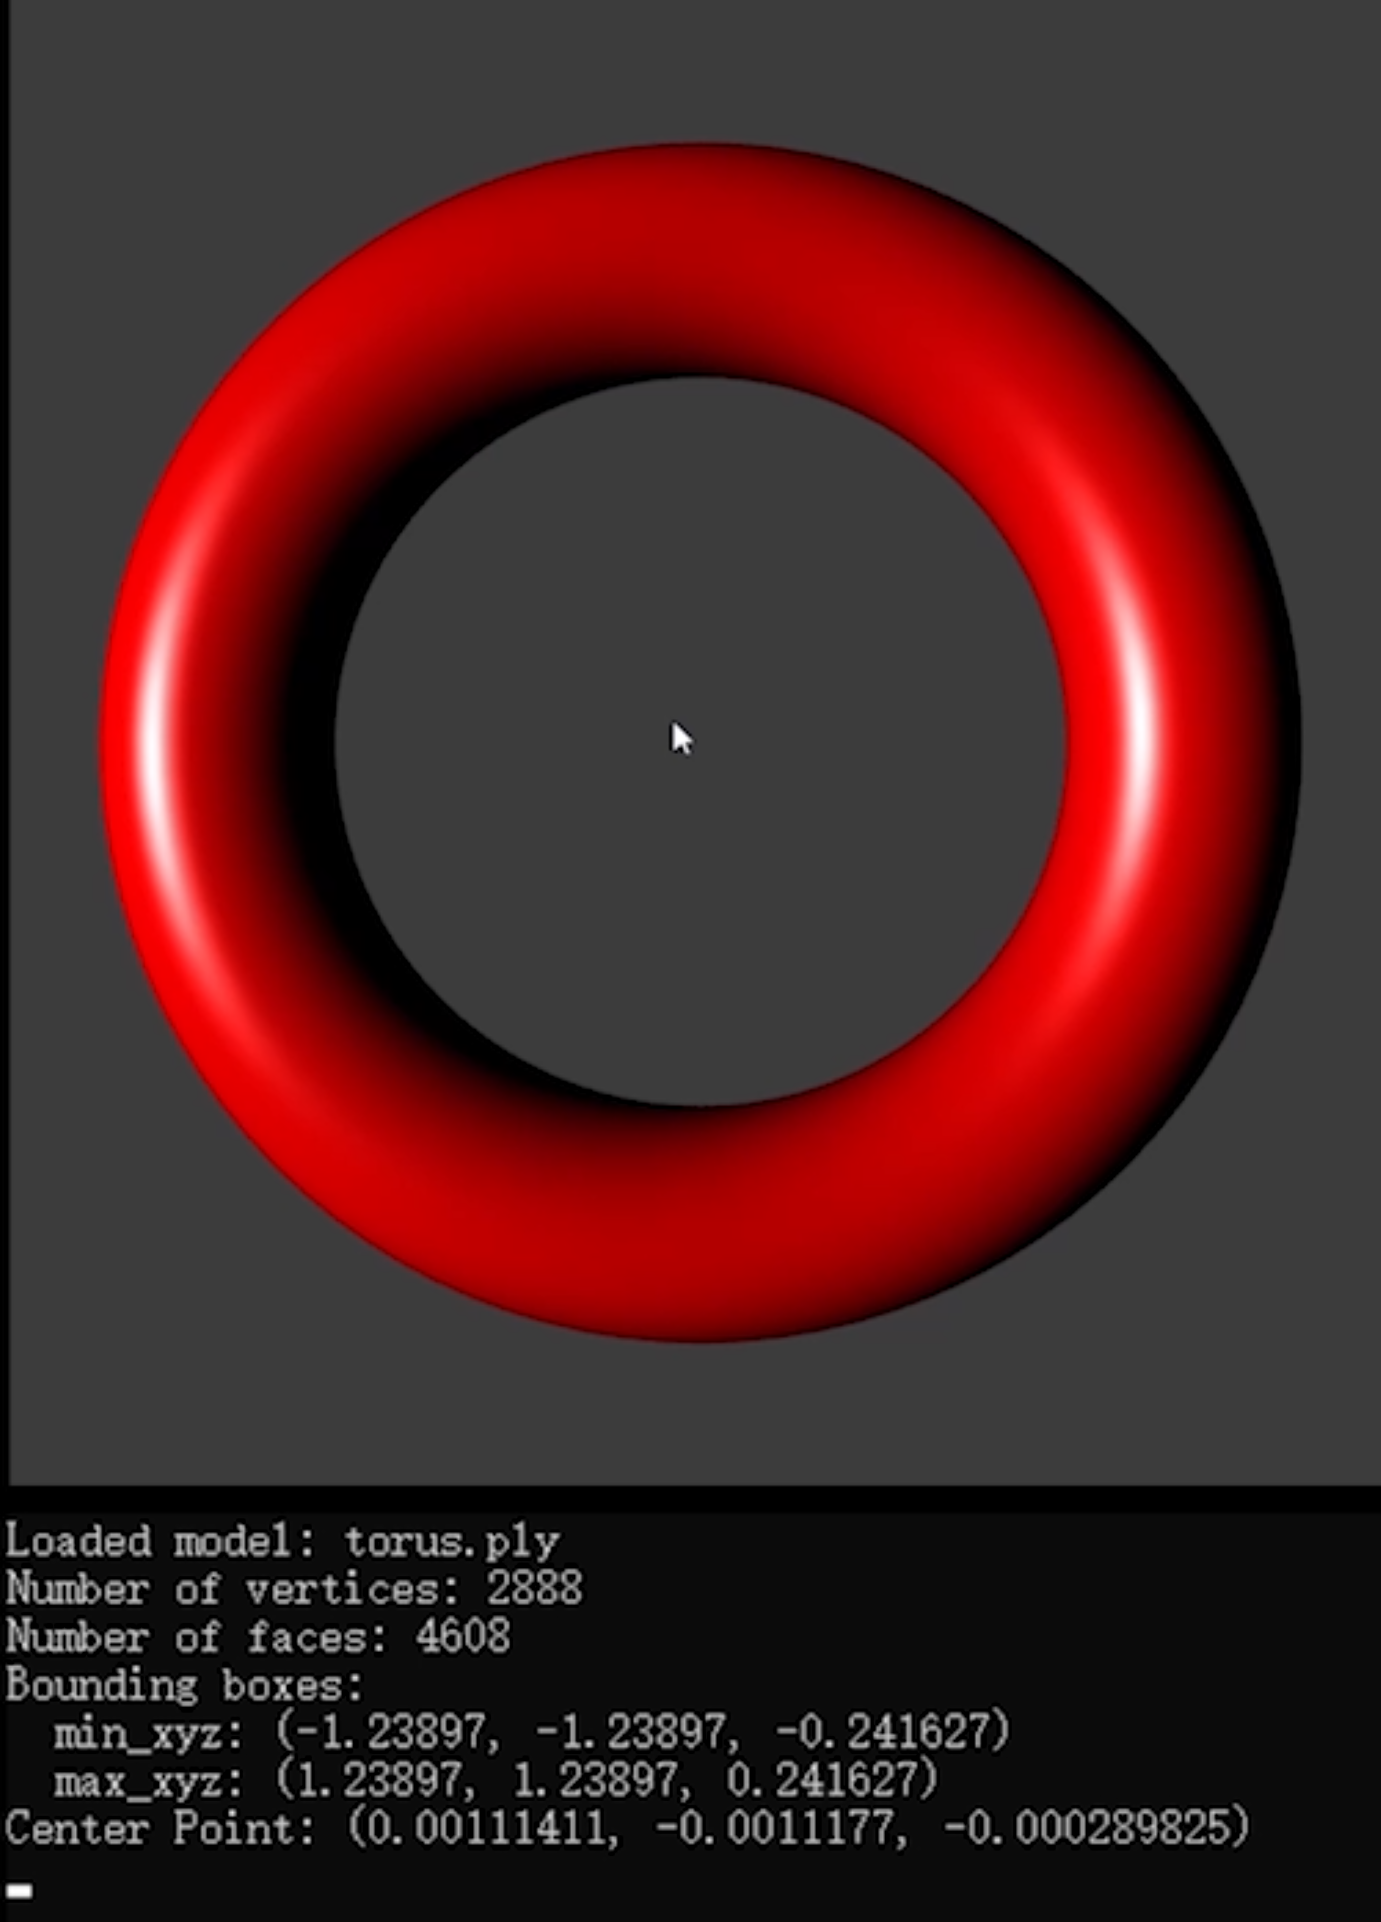 Loaded model: torus.ply
Number of vertices: 2888
Number of faces: 4608
Bounding boxes:
min_xyz: (-1.23897, -1.23897, -0.241627)
max_xyz: (1.23897, 1.23897, 0.241627)
Center Point: (0.00111411, -0.0011177, -0.000289825)